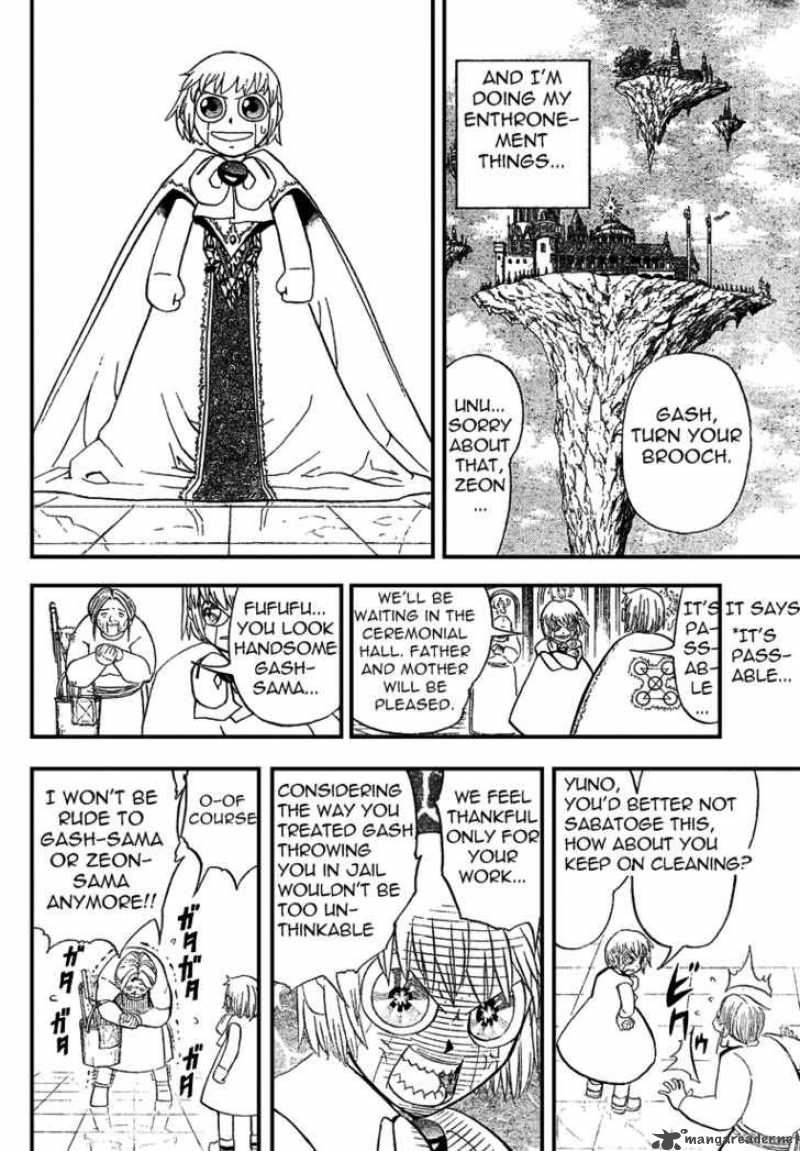 AND I'M
DOING MY
ENTHRONE-
MENT
THINGS...
GASH,
TURN YOUR
BROOCH.
UNU...
SORRY
ABOUT
THAT,
ZEON
...
IT SAYS
"IT'S
PASS-
ABLE...
IT'S
PA-
SS-
AB-
LE
...
WE'LL BE
WAITING IN THE
CEREMONIAL
HALL. FATHER
AND MOTHER
WILL BE
PLEASED.
FUFUFU...
YOU LOOK
HANDSOME
GASH-
SAMA...
YUNO,
YOU'D BETTER NOT
SABATOGE THIS,
HOW ABOUT YOU
KEEP ON CLEANING?
ビクッ
WE FEEL
THANKFUL
ONLY FOR
YOUR
WORK...
CONSIDERING
THE WAY YOU
TREATED GASH
THROWING
YOU IN JAIL
WOULDN'T BE
TOO UN-
THINKABLE
O-OF
COURSE
I WON'T BE
RUDE TO
GASH-SAMA
OR ZEON-
SAMA
ANYMORE!!
ガタガタ
ガタガタ
mangareader.net